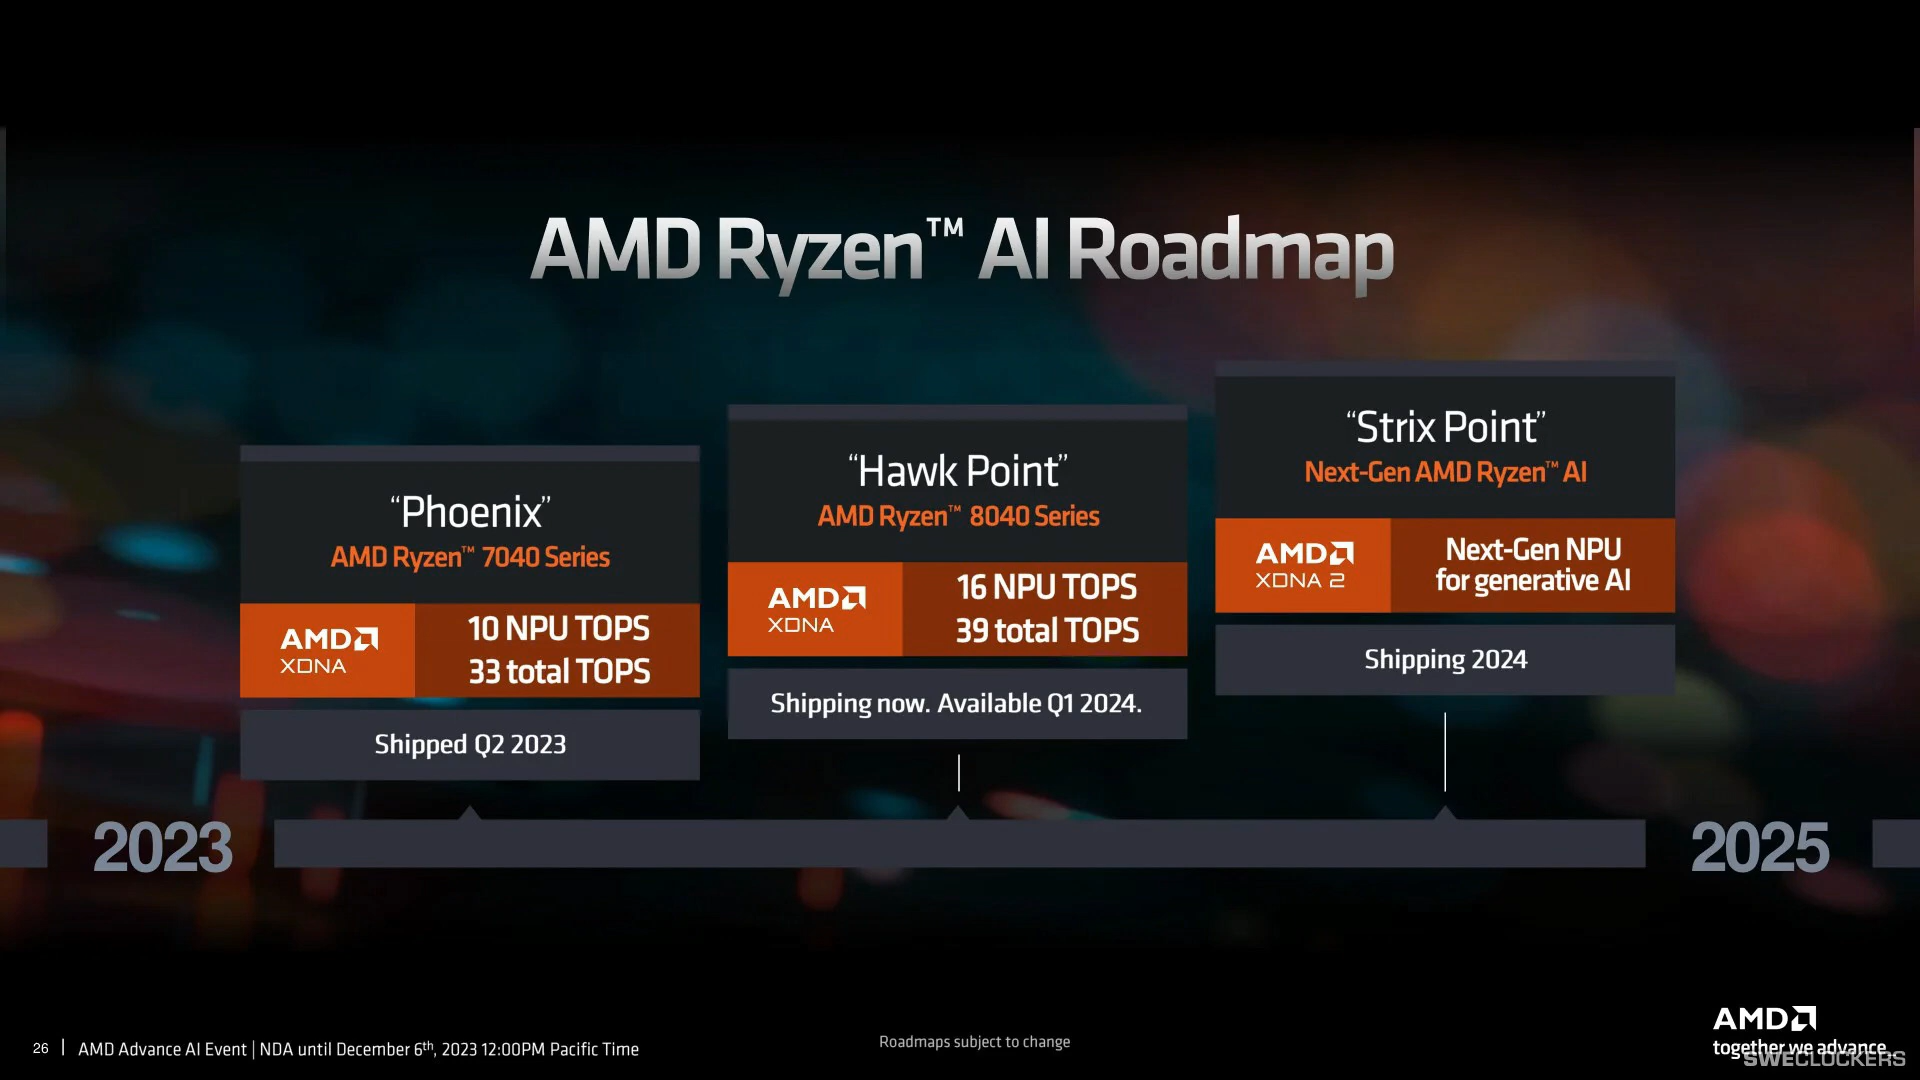 AMD Ryzen™ AI Roadmap
“Phoenix”
AMD Ryzen™ 7040 Series
AMD
XDNA
10 NPU TOPS
33 total TOPS
Shipped Q2 2023
“Hawk Point”
AMD Ryzen™ 8040 Series
AMD
XDNA
16 NPU TOPS
39 total TOPS
Shipping now. Available Q1 2024.
“Strix Point”
Next-Gen AMD Ryzen™ AI
AMD
XDNA 2
Next-Gen NPU
for generative AI
Shipping 2024
2023
2025
26 | AMD Advance AI Event | NDA until December 6th, 2023 12:00PM Pacific Time
Roadmaps subject to change
AMD
together we advance_
SWECLOCKERS